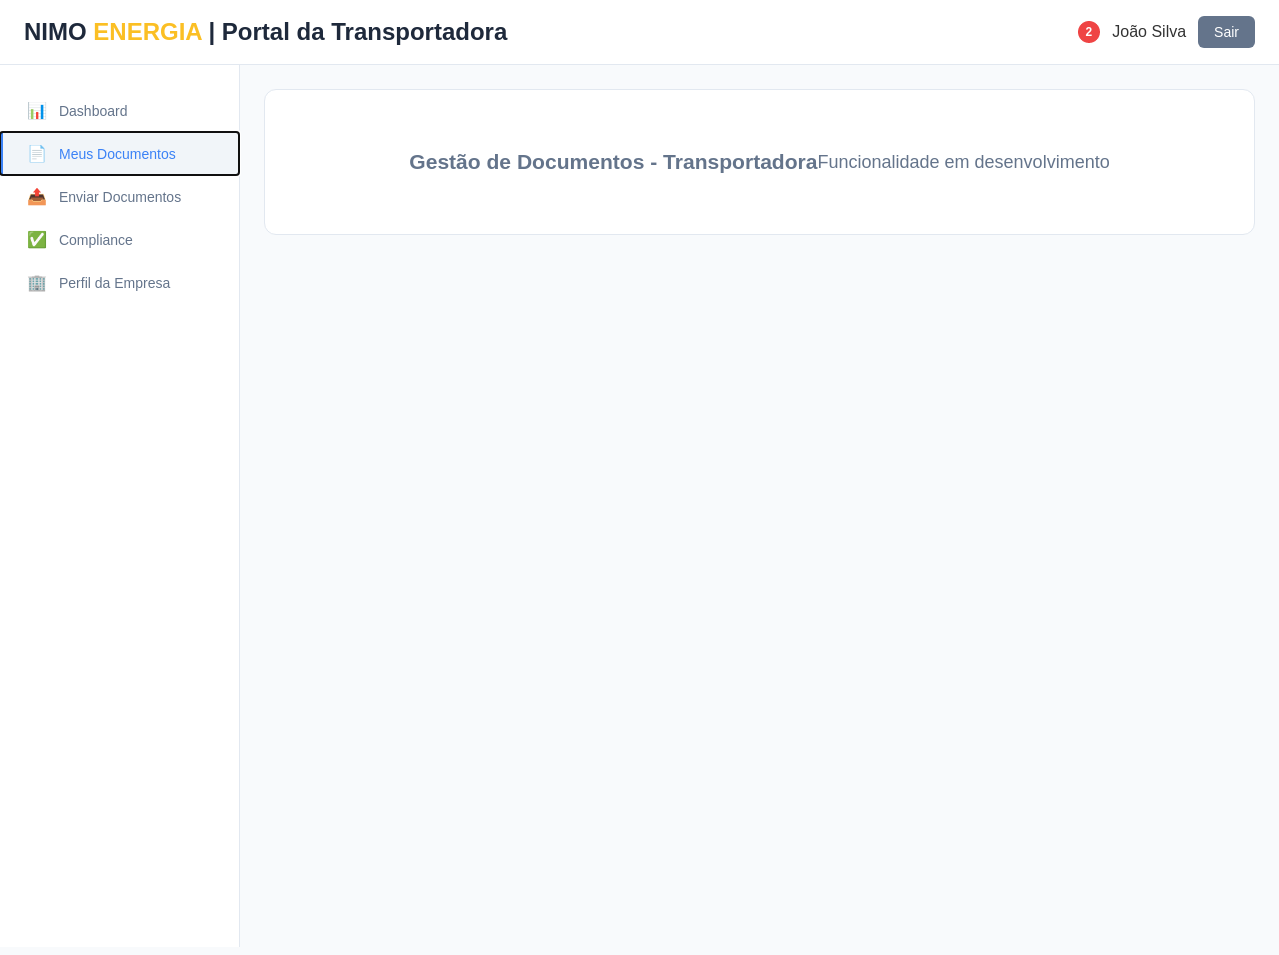 NIMO ENERGIA | Portal da Transportadora
2 João Silva Sair
Dashboard
Meus Documentos
Enviar Documentos
Compliance
Perfil da Empresa
Gestão de Documentos - TransportadoraFuncionalidade em desenvolvimento